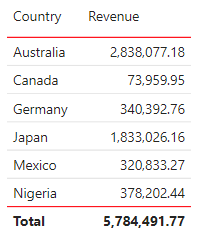 Country Revenue
Australia 2,838,077.18
Canada 73,959.95
Germany 340,392.76
Japan 1,833,026.16
Mexico 320,833.27
Nigeria 378,202.44
Total 5,784,491.77